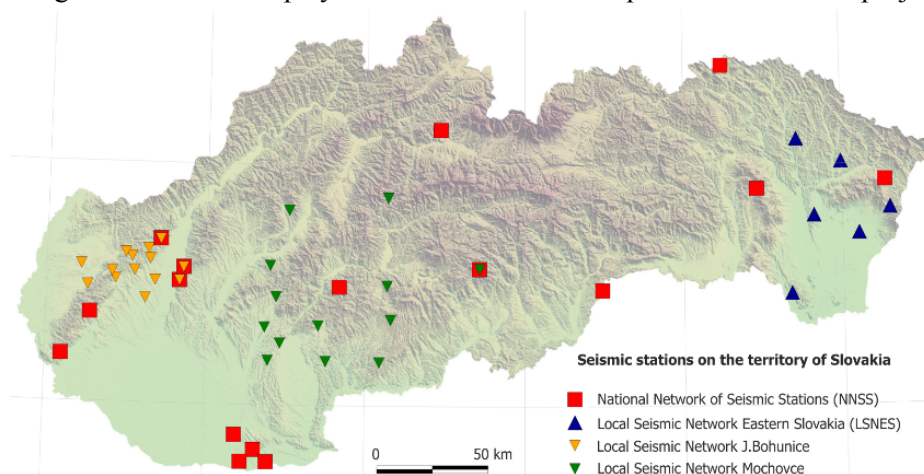 Seismic stations on the territory of Slovakia
National Network of Seismic Stations (NNSS)
Local Seismic Network Eastern Slovakia (LSNES)
Local Seismic Network J.Bohunice
Local Seismic Network Mochovce
0 50 km